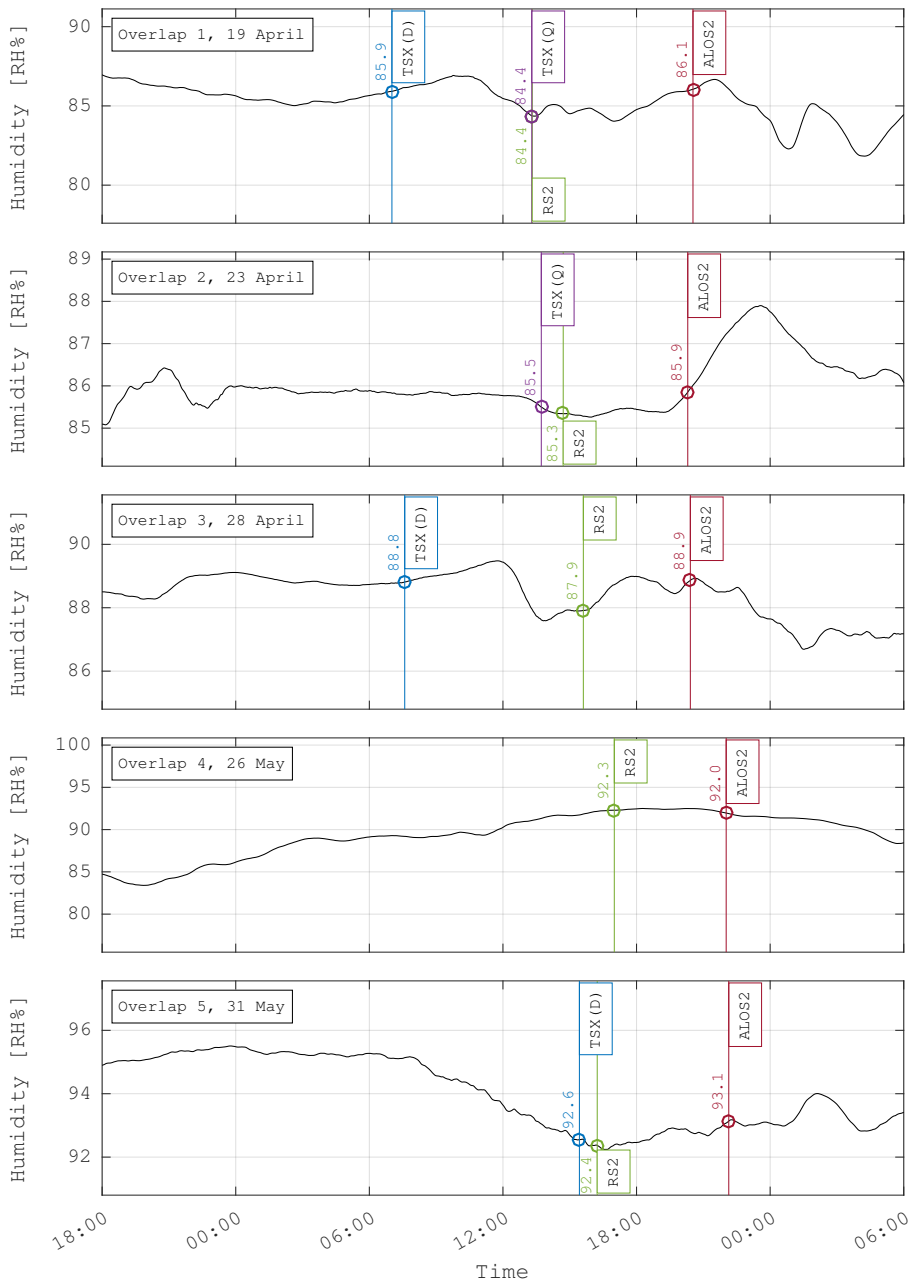 Humidity [RH%]
90
85
80
Overlap 1, 19 April
85.9
TSX(D)
84.4
TSX(Q)
84.4
RS2
86.1
ALOS2
Humidity [RH%]
89
88
87
86
85
Overlap 2, 23 April
85.5
TSX(Q)
85.3
RS2
85.9
ALOS2
Humidity [RH%]
90
88
86
Overlap 3, 28 April
88.8
TSX(D)
87.9
RS2
88.9
ALOS2
Humidity [RH%]
100
95
90
85
80
Overlap 4, 26 May
92.3
RS2
92.0
ALOS2
Humidity [RH%]
96
94
92
Overlap 5, 31 May
92.6
TSX(D)
92.4
RS2
93.1
ALOS2
18:00
00:00
06:00
12:00
18:00
00:00
06:00
Time